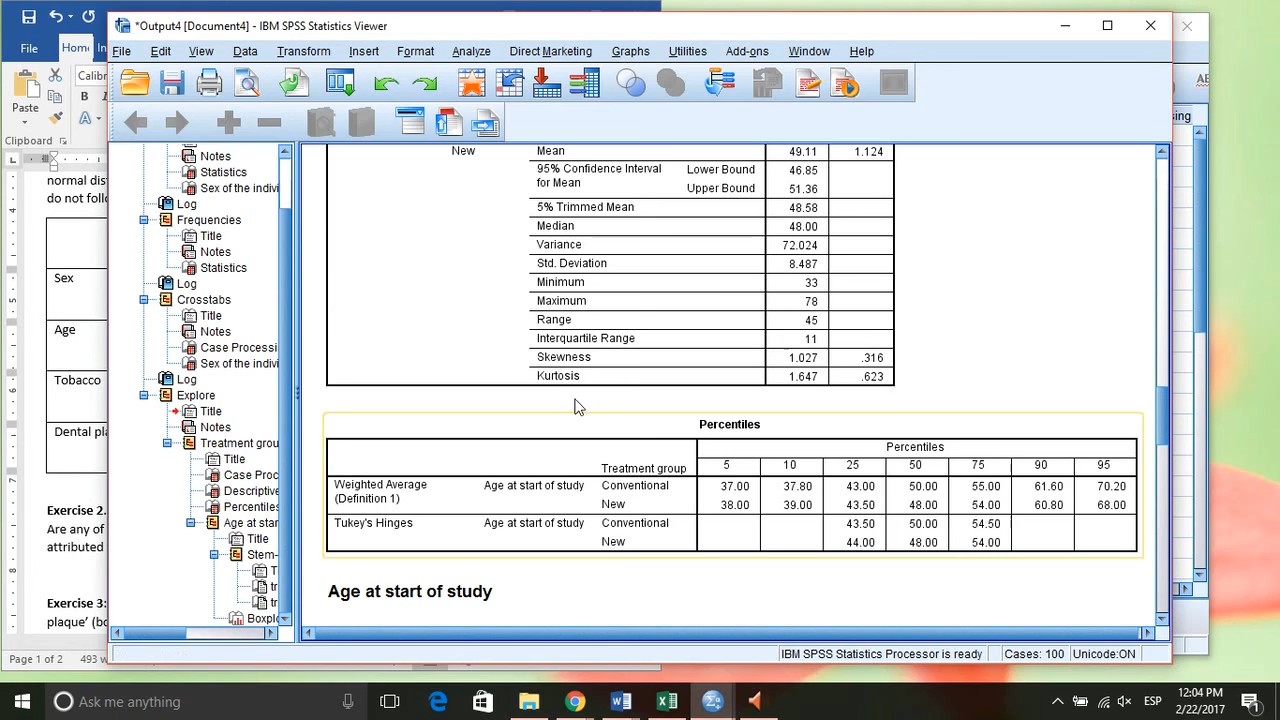 *Output4 [Document4] - IBM SPSS Statistics Viewer
File Edit View Data Transform Insert Format Analyze Direct Marketing Graphs Utilities Add-ons Window Help
File Home In
Paste
Calibr
B I
Clipboard
sing
normal dis
do not follo
Sex
Age
Tobacco
Dental pla
Exercise 2.
Are any of
attributed
Exercise 3:
plaque' (bo
Page 1 of 2 493 w
Notes
Statistics
Sex of the indivi
Log
Frequencies
Title
Notes
Statistics
Log
Crosstabs
Title
Notes
Case Processi
Sex of the indivi
Log
Explore
Title
Notes
Treatment grou
Title
Case Proc
Descriptive
Percentiles
Age at star
Title
Stem-
T
tr
tr
Boxplo
New Mean 49.11 1.124
95% Confidence Interval Lower Bound 46.85
for Mean Upper Bound 51.36
5% Trimmed Mean 48.58
Median 48.00
Variance 72.024
Std. Deviation 8.487
Minimum 33
Maximum 78
Range 45
Interquartile Range 11
Skewness 1.027 .316
Kurtosis 1.647 .623
Percentiles
Percentiles
Treatment group 5 10 25 50 75 90 95
Weighted Average Age at start of study Conventional 37.00 37.80 43.00 50.00 55.00 61.60 70.20
(Definition 1) New 38.00 39.00 43.50 48.00 54.00 60.80 68.00
Tukey's Hinges Age at start of study Conventional 43.50 50.00 54.50
New 44.00 48.00 54.00
Age at start of study
IBM SPSS Statistics Processor is ready Cases: 100 Unicode:ON
Ask me anything
ESP
12:04 PM
2/22/2017
1